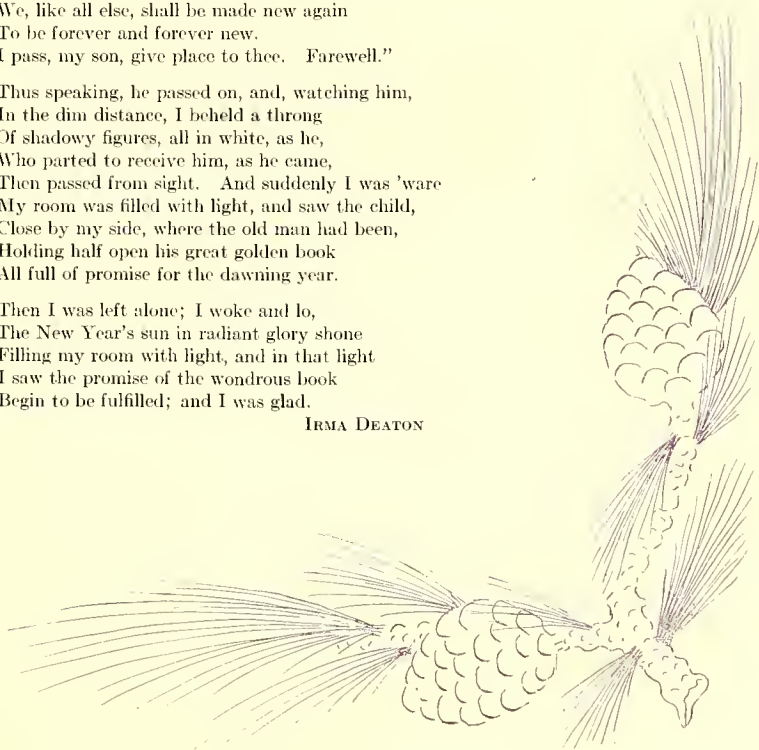 We, like all else, shall be made new again
To be forever and forever new.
I pass, my son, give place to thee. Farewell."
Thus speaking, he passed on, and, watching him,
In the dim distance, I beheld a throng
Of shadowy figures, all in white, as he,
Who parted to receive him, as he came,
Then passed from sight. And suddenly I was 'ware
My room was filled with light, and saw the child,
Close by my side, where the old man had been,
Holding half open his great golden book
All full of promise for the dawning year.
Then I was left alone; I woke and lo,
The New Year's sun in radiant glory shone
Filling my room with light, and in that light
I saw the promise of the wondrous book
Begin to be fulfilled; and I was glad.
IRMA DEATON